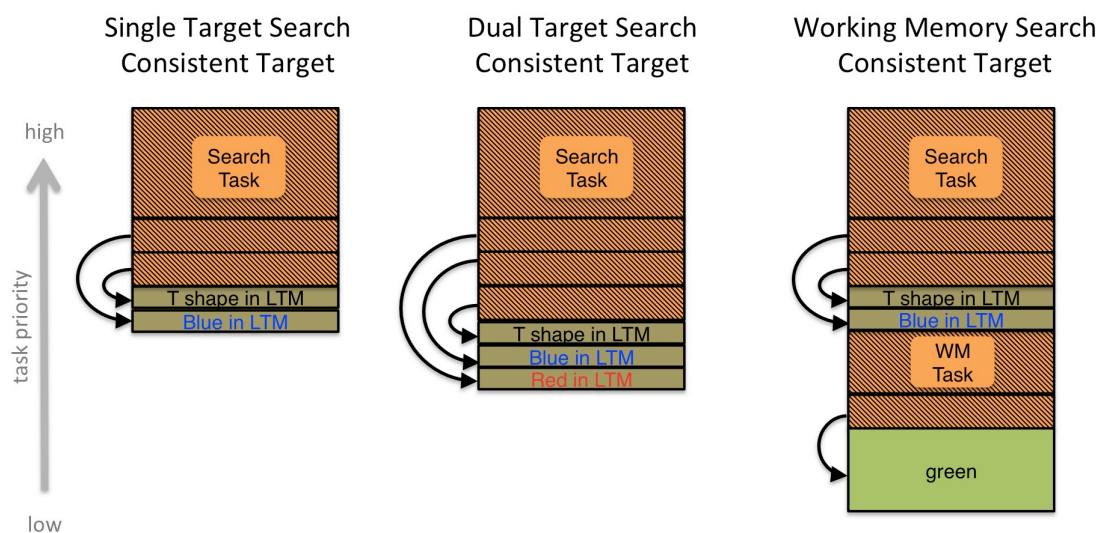 Single Target Search
Consistent Target
Dual Target Search
Consistent Target
Working Memory Search
Consistent Target
high
task priority
low
Search
Task
T shape in LTM
Blue in LTM
Search
Task
T shape in LTM
Blue in LTM
Red in LTM
Search
Task
T shape in LTM
Blue in LTM
WM
Task
green